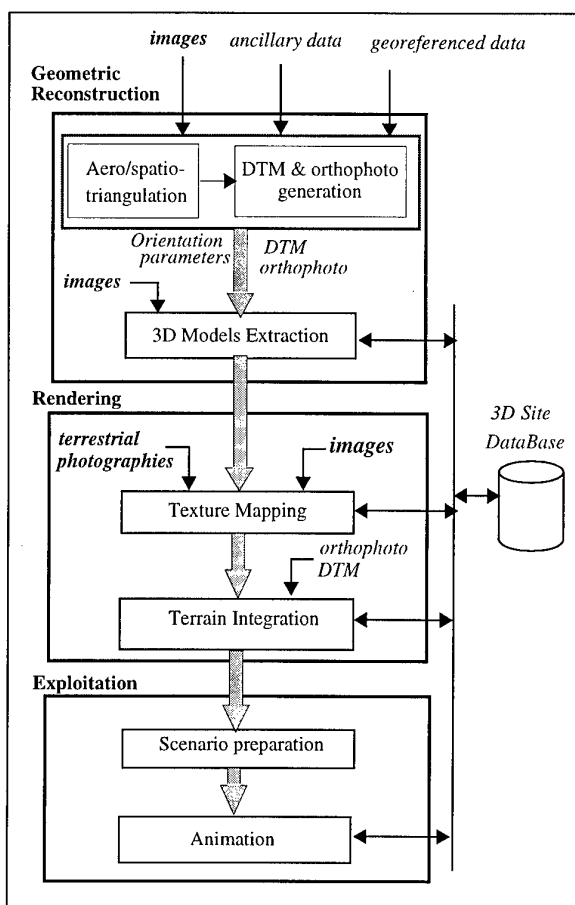 images
ancillary data
georeferenced data
Geometric
Reconstruction
Aero/spatio-
triangulation
DTM & orthophoto
generation
Orientation
parameters
DTM
orthophoto
images
3D Models Extraction
Rendering
3D Site
DataBase
terrestrial
photographies
images
Texture Mapping
orthophoto
DTM
Terrain Integration
Exploitation
Scenario preparation
Animation